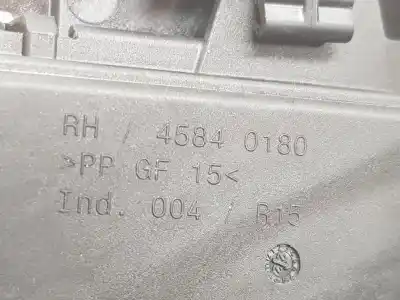 RH / 4584 0180
>PP GF 15<
Ind. 004 / R15